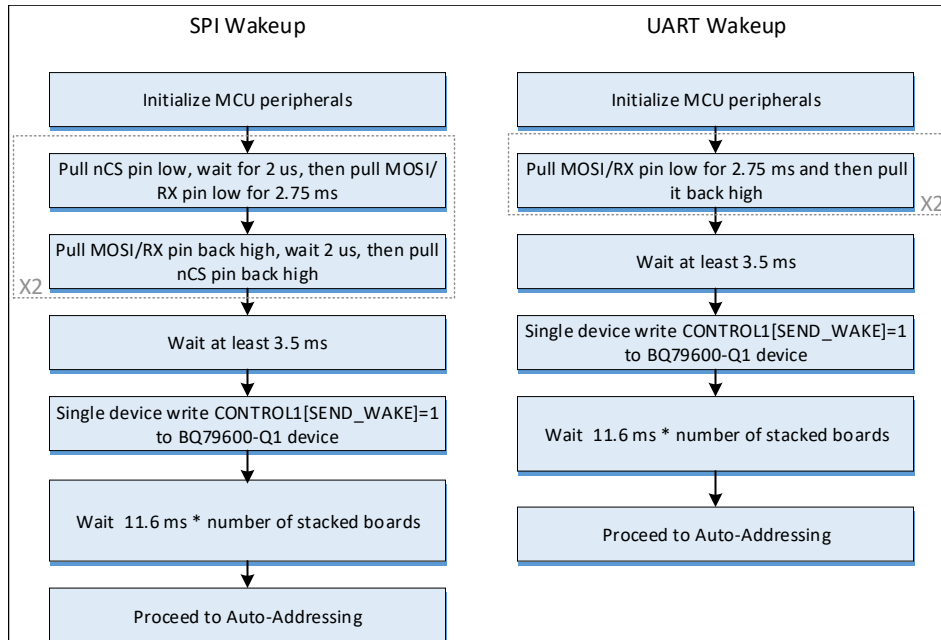 SPI Wakeup
Initialize MCU peripherals
Pull nCS pin low, wait for 2 us, then pull MOSI/
RX pin low for 2.75 ms
Pull MOSI/RX pin back high, wait 2 us, then pull
nCS pin back high
X2
Wait at least 3.5 ms
Single device write CONTROL1[SEND_WAKE]=1
to BQ79600-Q1 device
Wait 11.6 ms * number of stacked boards
Proceed to Auto-Addressing
UART Wakeup
Initialize MCU peripherals
Pull MOSI/RX pin low for 2.75 ms and then pull
it back high
X2
Wait at least 3.5 ms
Single device write CONTROL1[SEND_WAKE]=1
to BQ79600-Q1 device
Wait 11.6 ms * number of stacked boards
Proceed to Auto-Addressing